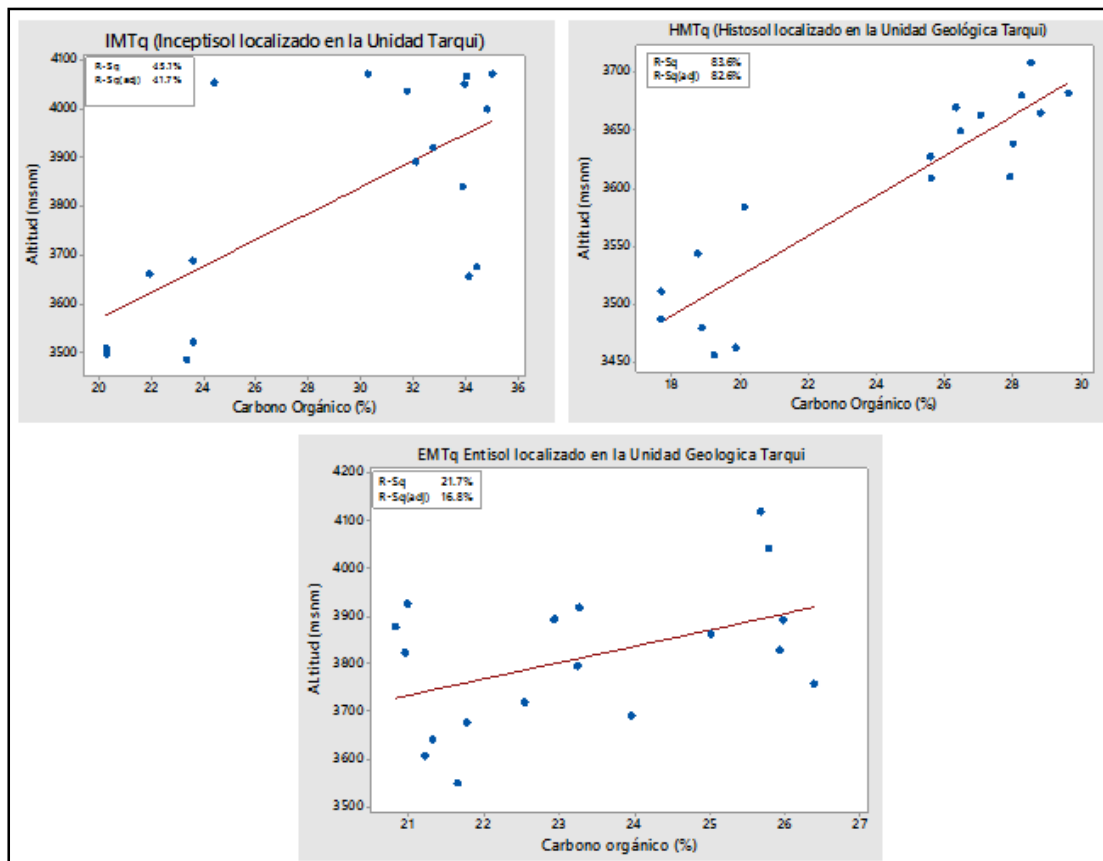 IMTq (Inceptisol localizado en la Unidad Tarqui)
R-Sq 45.1%
R-Sq(adj) 41.7%
4100
4000
3900
3800
3700
3600
3500
Altitud (msnm)
20 22 24 26 28 30 32 34 36
Carbono Orgánico (%)
HMTq (Histosol localizado en la Unidad Geológica Tarqui)
R-Sq 83.6%
R-Sq(adj) 82.6%
3700
3650
3600
3550
3500
3450
Altitud (msnm)
18 20 22 24 26 28 30
Carbono Orgánico (%)
EMTq Entisol localizado en la Unidad Geologica Tarqui
R-Sq 21.7%
R-Sq(adj) 16.8%
4200
4100
4000
3900
3800
3700
3600
3500
ALtitud (msnm)
21 22 23 24 25 26 27
Carbono orgánico (%)